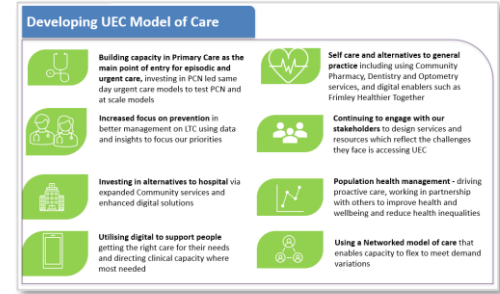 Developing UEC Model of Care
Building capacity in Primary Care as the
main point of entry for episodic and
urgent care, investing in PCN led same
day urgent care models to test PCN and
at scale models
Increased focus on prevention in
better management on LTC using data
and insights to focus our priorities
Investing in alternatives to hospital via
expanded Community services and
enhanced digital solutions
Utilising digital to support people
getting the right care for their needs
and directing clinical capacity where
most needed
Self care and alternatives to general
practice including using Community
Pharmacy, Dentistry and Optometry
services, and digital enablers such as
Frimley Healthier Together
Continuing to engage with our
stakeholders to design services and
resources which reflect the challenges
they face is accessing UEC
Population health management - driving
proactive care, working in partnership
with others to improve health and
wellbeing and reduce health inequalities
Using a Networked model of care that
enables capacity to flex to meet demand
variations